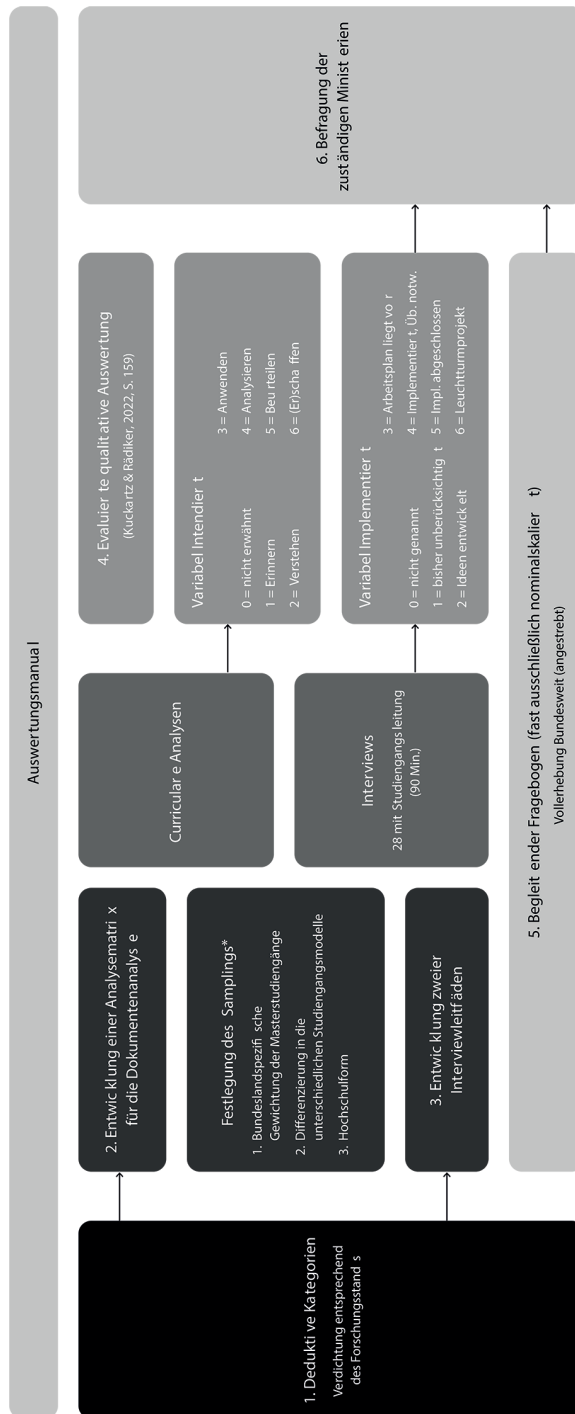 Auswertungsmanual
1. Deduktive Kategorien
Verdichtung entsprechend
des Forschungsstands
2. Entwicklung einer Analysematrix
für die Dokumentenanalyse
Festlegung des Samplings*
1. Bundeslandspezifische
Gewichtung der Masterstudiengänge
2. Differenzierung in die
unterschiedlichen Studiengangsmodelle
3. Hochschulform
3. Entwicklung zweier
Interviewleitfäden
Curriculare Analysen
Interviews
28 mit Studiengangsleitung
(90 Min.)
4. Evaluierte qualitative Auswertung
(Kuckartz & Rädiker, 2022, S. 159)
Variabel Intendiert
0 = nicht erwähnt
1 = Erinnern
2 = Verstehen
3 = Anwenden
4 = Analysieren
5 = Beurteilen
6 = (Er)schaffen
Variabel Implementiert
0 = nicht genannt
1 = bisher unberücksichtigt
2 = Ideen entwickelt
3 = Arbeitsplan liegt vor
4 = Implementiert, Üb. notw.
5 = Impl. abgeschlossen
6 = Leuchtturmprojekt
5. Begleitender Fragebogen (fast ausschließlich nominalskaliert)
Vollerhebung Bundesweit (angestrebt)
6. Befragung der
zuständigen Ministerien